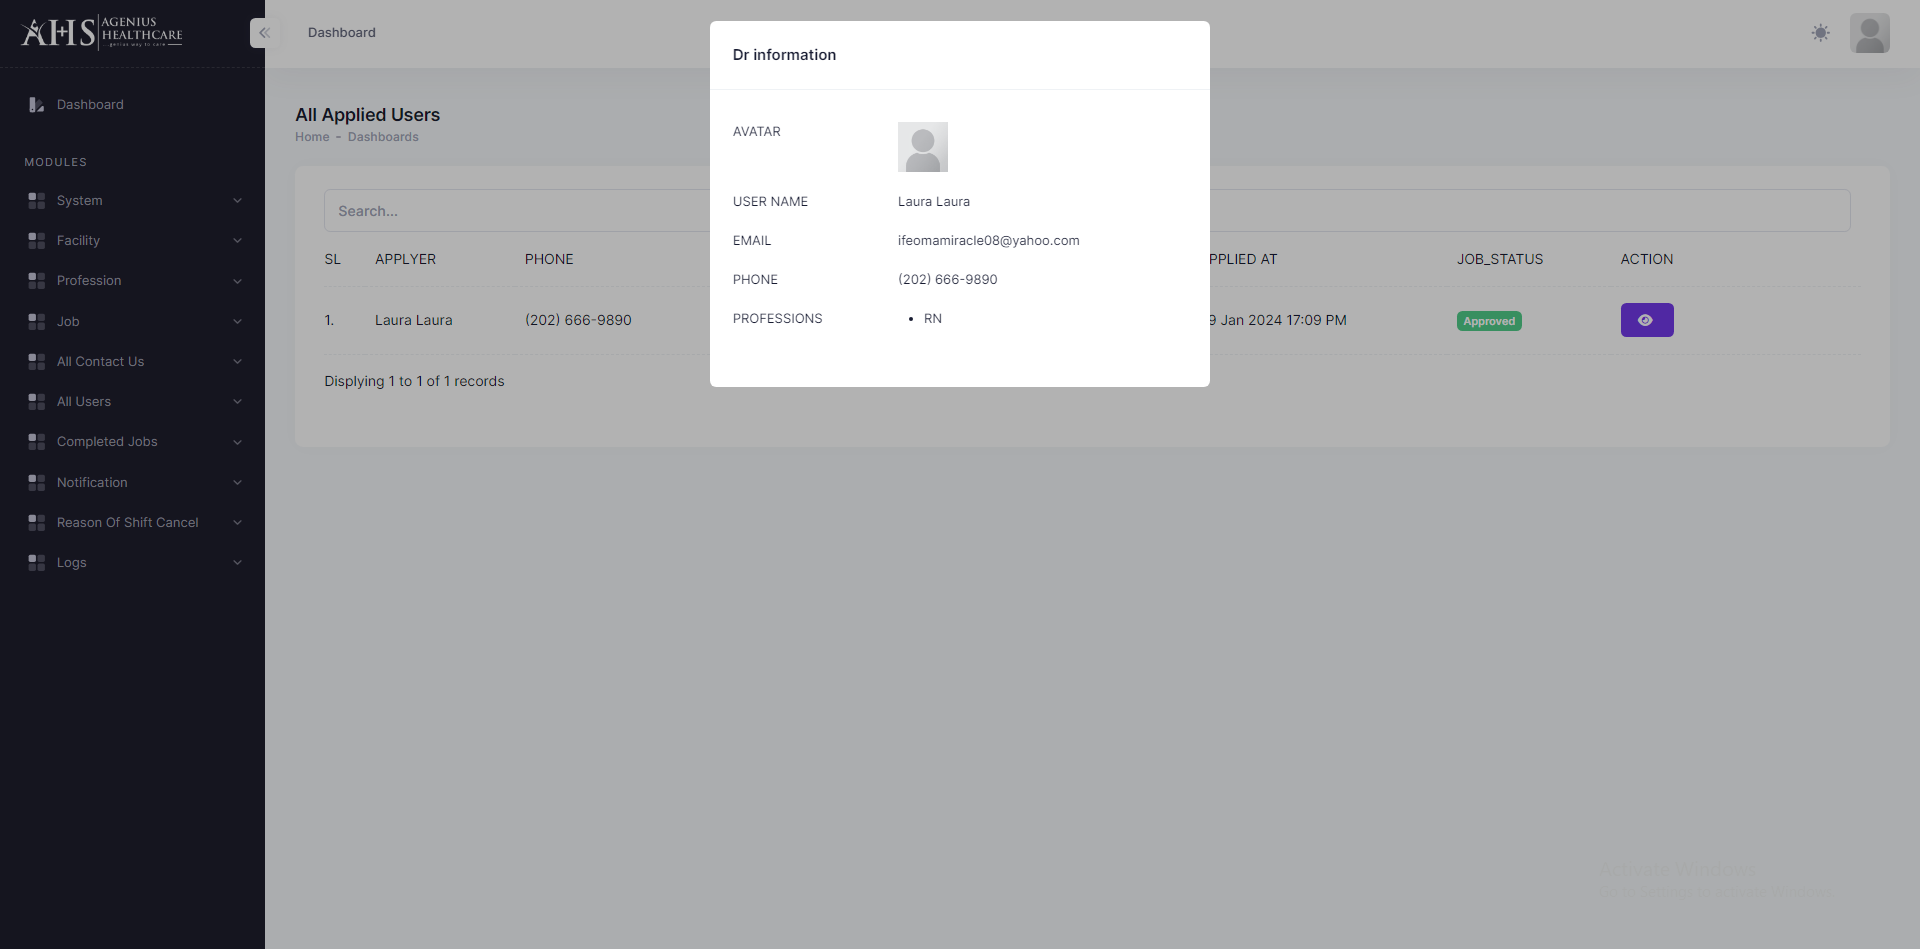 AHS AGENIUS
HEALTHCARE
Dashboard
Dashboard
MODULES
System
Facility
Profession
Job
All Contact Us
All Users
Completed Jobs
Notification
Reason Of Shift Cancel
Logs
All Applied Users
Home - Dashboards
Search...
SL APPLYER PHONE PPLIED AT JOB_STATUS ACTION
1. Laura Laura (202) 666-9890 9 Jan 2024 17:09 PM Approved
Displying 1 to 1 of 1 records
Dr information
AVATAR
USER NAME Laura Laura
EMAIL ifeomamiracle08@yahoo.com
PHONE (202) 666-9890
PROFESSIONS • RN
Activate Windows